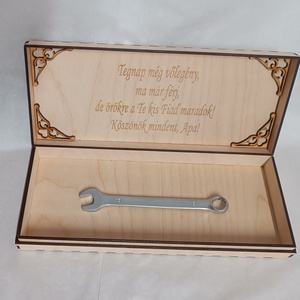 Tegnap még vőlegény,
ma már férj,
de örökre a Te kis Fiad maradok!
Köszönök mindent, Apa!